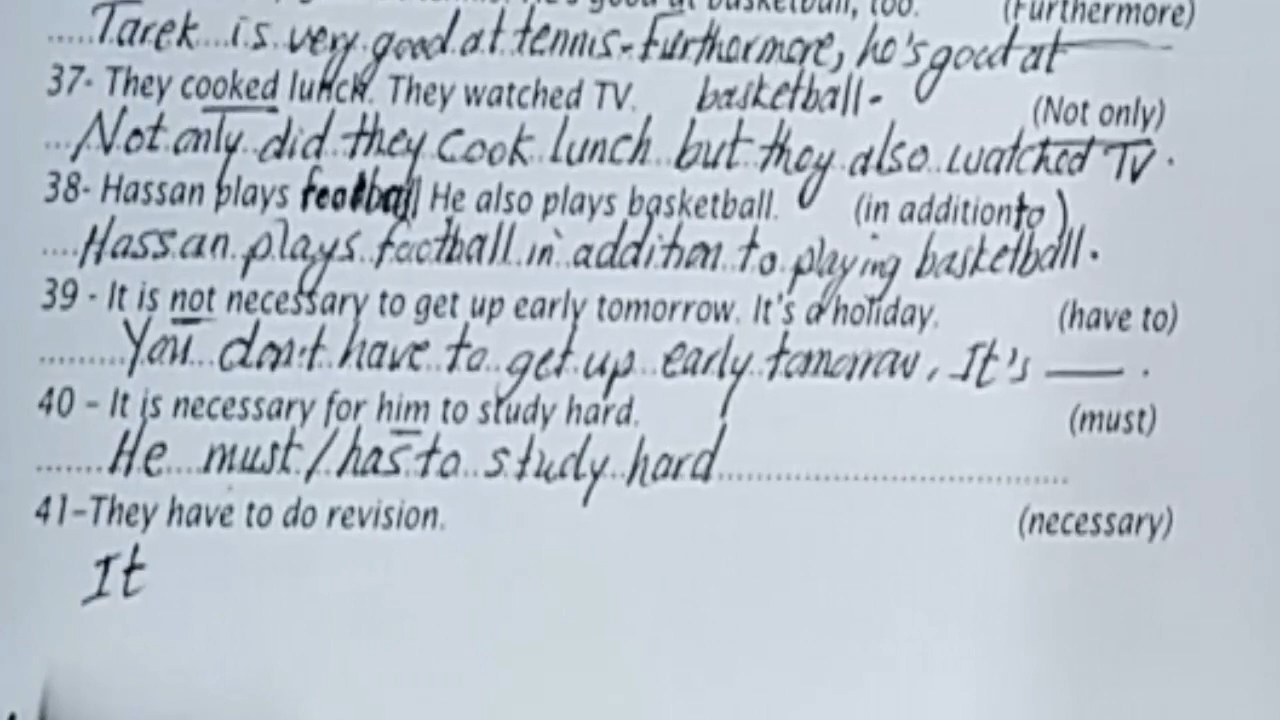 basketball, too. (Furthermore)
.....Tarek is very good at tennis. Furthermore, he's good at
basketball.
37- They cooked lunch. They watched TV. (Not only)
...Not only did they cook lunch but they also watched TV.
38- Hassan plays football He also plays basketball. (in addition to)
....Hassan plays football in addition to playing basketball.
39 - It is not necessary to get up early tomorrow. It's a holiday. (have to)
.........You don't have to get up early tomorrow, It's ____ .
40 – It is necessary for him to study hard. (must)
.......He must/has to study hard......................................
41–They have to do revision. (necessary)
It